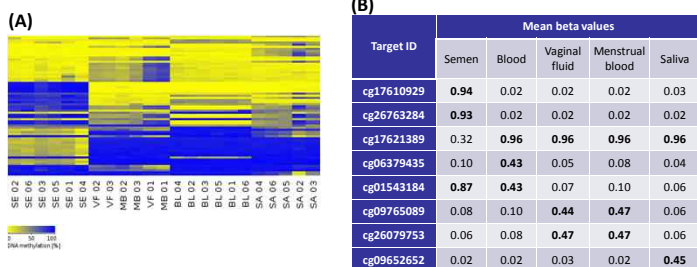 (A)
SE 02 SE 06 SE 03 SE 05 SE 01 SE 04 VF 02 VF 03 MB 02 MB 03 VF 01 MB 01 BL 04 BL 02 BL 03 BL 05 BL 01 BL 06 SA 04 SA 06 SA 05 SA 02 SA 03
0 50 100
DNA methylation [%]
(B)
Target ID
Mean beta values
Semen Blood Vaginal fluid Menstrual blood Saliva
cg17610929 0.94 0.02 0.02 0.02 0.03
cg26763284 0.93 0.02 0.02 0.02 0.02
cg17621389 0.32 0.96 0.96 0.96 0.96
cg06379435 0.10 0.43 0.05 0.08 0.04
cg01543184 0.87 0.43 0.07 0.10 0.06
cg09765089 0.08 0.10 0.44 0.47 0.06
cg26079753 0.06 0.08 0.47 0.47 0.06
cg09652652 0.02 0.02 0.03 0.02 0.45